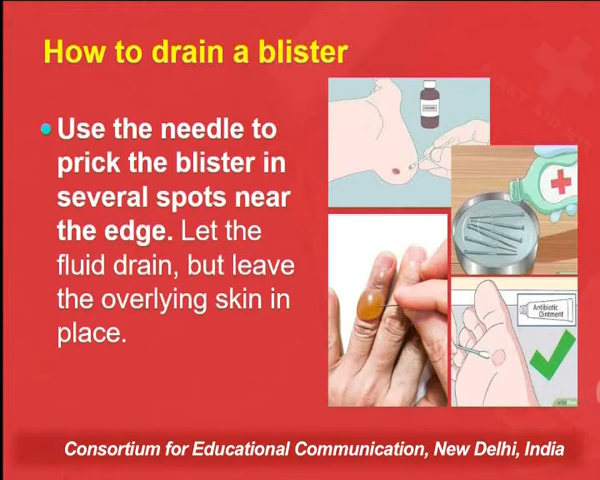 How to drain a blister
Use the needle to
prick the blister in
several spots near
the edge. Let the
fluid drain, but leave
the overlying skin in
place.
Antibiotic
Ointment
Consortium for Educational Communication, New Delhi, India